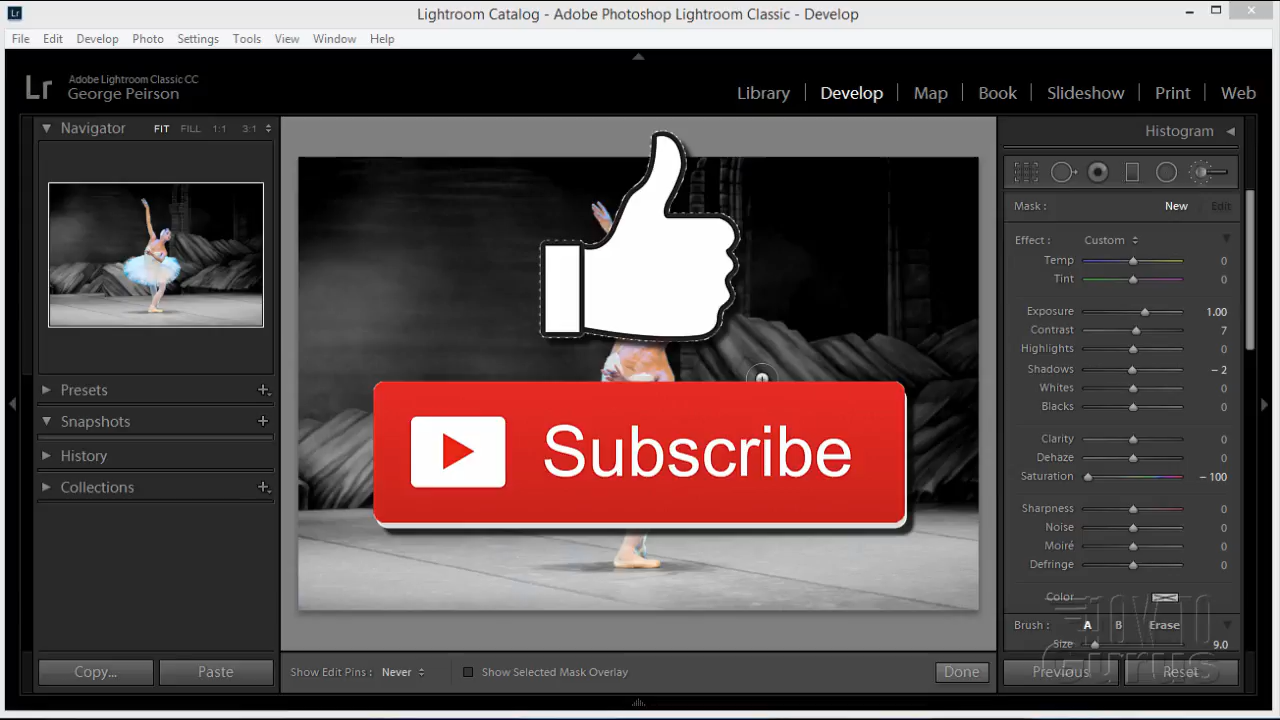 Lr
Lightroom Catalog - Adobe Photoshop Lightroom Classic - Develop
File Edit Develop Photo Settings Tools View Window Help
Lr
Adobe Lightroom Classic CC
George Peirson
Library | Develop | Map | Book | Slideshow | Print | Web
Navigator FIT FILL 1:1 3:1
Histogram
Mask : New Edit
Effect : Custom
Temp 0
Tint 0
Exposure 1.00
Contrast 7
Highlights 0
Shadows – 2
Whites 0
Blacks 0
Clarity 0
Dehaze 0
Saturation – 100
Sharpness 0
Noise 0
Moiré 0
Defringe 0
Color
Brush : A B Erase
Size 9.0
Presets
Snapshots
History
Collections
Subscribe
HOW TO
Gurus
Copy... Paste
Show Edit Pins : Never Show Selected Mask Overlay Done
Previous Reset